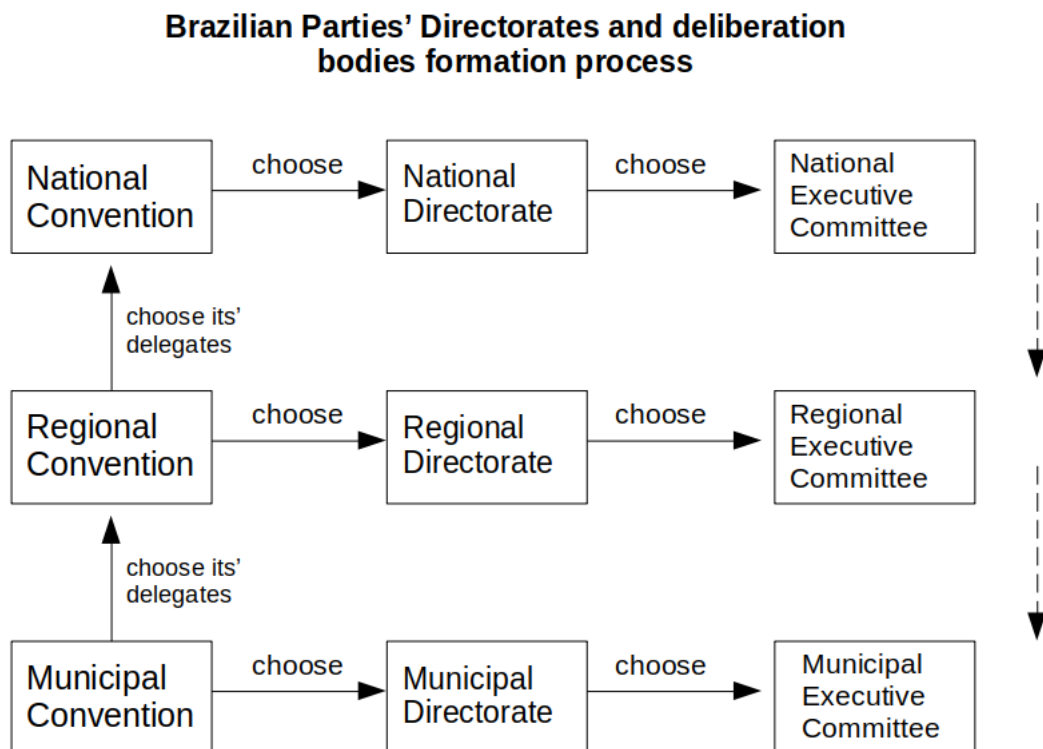 Brazilian Parties’ Directorates and deliberation
bodies formation process
National
Convention
choose
National
Directorate
choose
National
Executive
Committee
choose its’
delegates
Regional
Convention
choose
Regional
Directorate
choose
Regional
Executive
Committee
choose its’
delegates
Municipal
Convention
choose
Municipal
Directorate
choose
Municipal
Executive
Committee